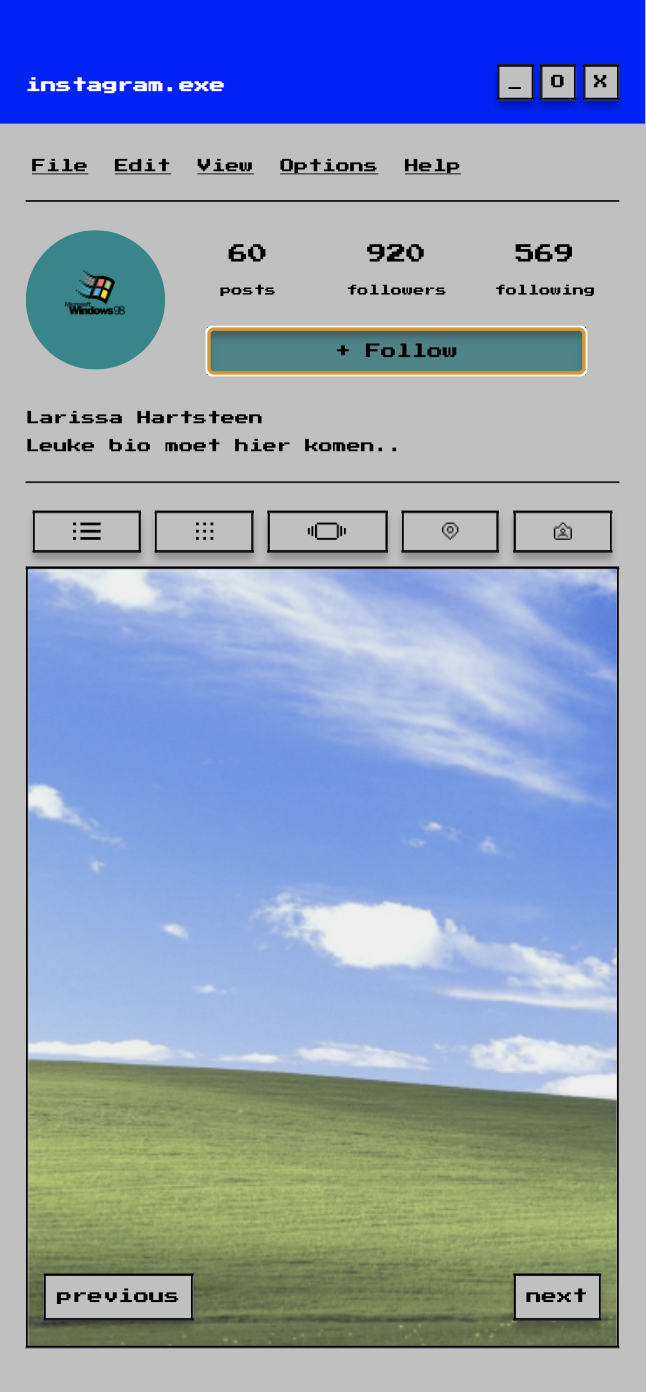 instagram.exe
_ O X
File Edit View Options Help
60 920 569
posts followers following
Microsoft
Windows98
+ Follow
Larissa Hartsteen
Leuke bio moet hier komen..
previous next